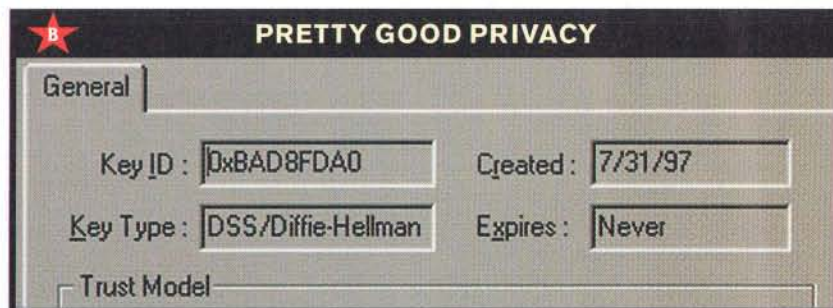 B
PRETTY GOOD PRIVACY
General
Key ID : 0xBAD8FDA0 Created : 7/31/97
Key Type : DSS/Diffie-Hellman Expires : Never
Trust Model